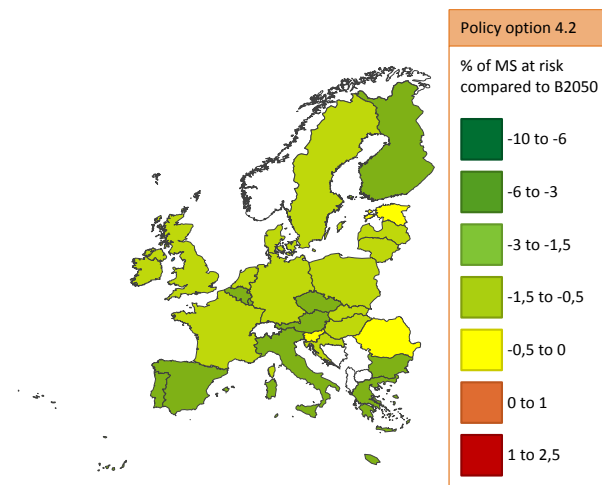 Policy option 4.2
% of MS at risk
compared to B2050
-10 to -6
-6 to -3
-3 to -1,5
-1,5 to -0,5
-0,5 to 0
0 to 1
1 to 2,5